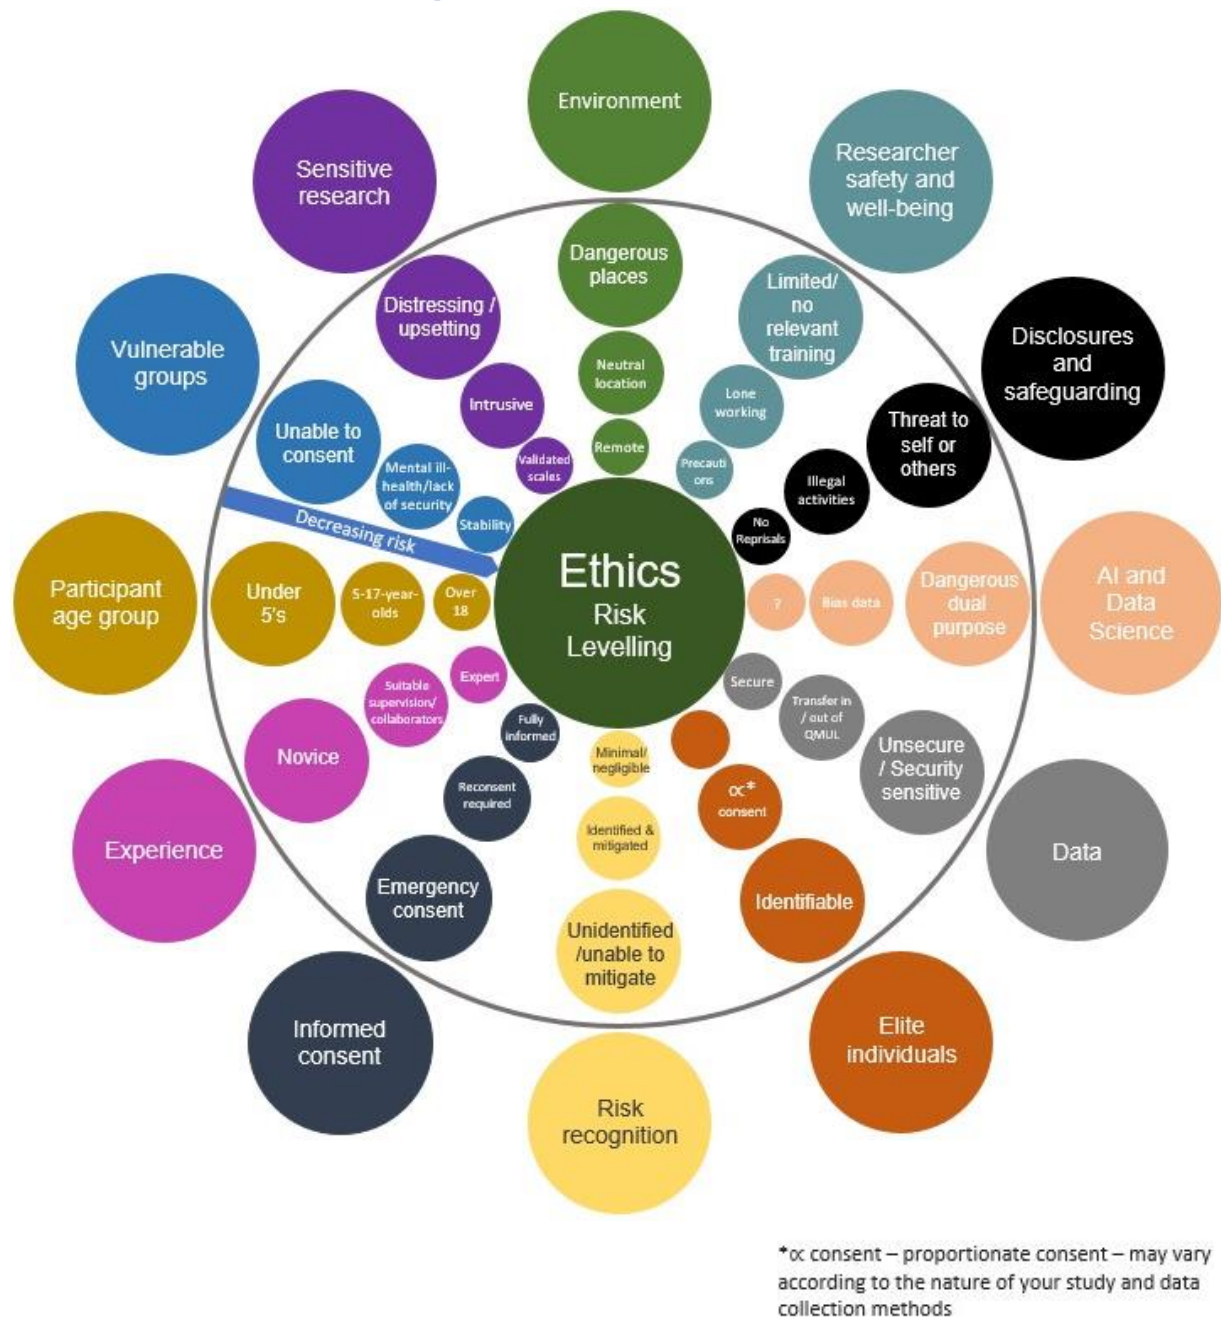 Environment
Sensitive
research
Researcher
safety and
well-being
Dangerous
places
Distressing /
upsetting
Limited/
no
relevant
training
Vulnerable
groups
Disclosures
and
safeguarding
Neutral
location
Intrusive
Lone
working
Unable to
consent
Threat to
self or
others
Remote
Validated
scales
Precauti
ons
Mental ill-
health/lack
of security
Illegal
activities
Stability
No
Reprisals
Decreasing risk
Ethics
Risk
Levelling
Participant
age group
Under
5's
5-17-year-
olds
Over
18
?
Bias data
Dangerous
dual
purpose
AI and
Data
Science
Expert
Secure
Suitable
supervision/
collaborators
Transfer in
/ out of
QMUL
Novice
Fully
informed
Minimal/
negligible
Unsecure
/ Security
sensitive
Reconsent
required
∝*
consent
Experience
Identified &
mitigated
Data
Emergency
consent
Identifiable
Unidentified
/unable to
mitigate
Informed
consent
Elite
individuals
Risk
recognition
*∝ consent – proportionate consent – may vary
according to the nature of your study and data
collection methods